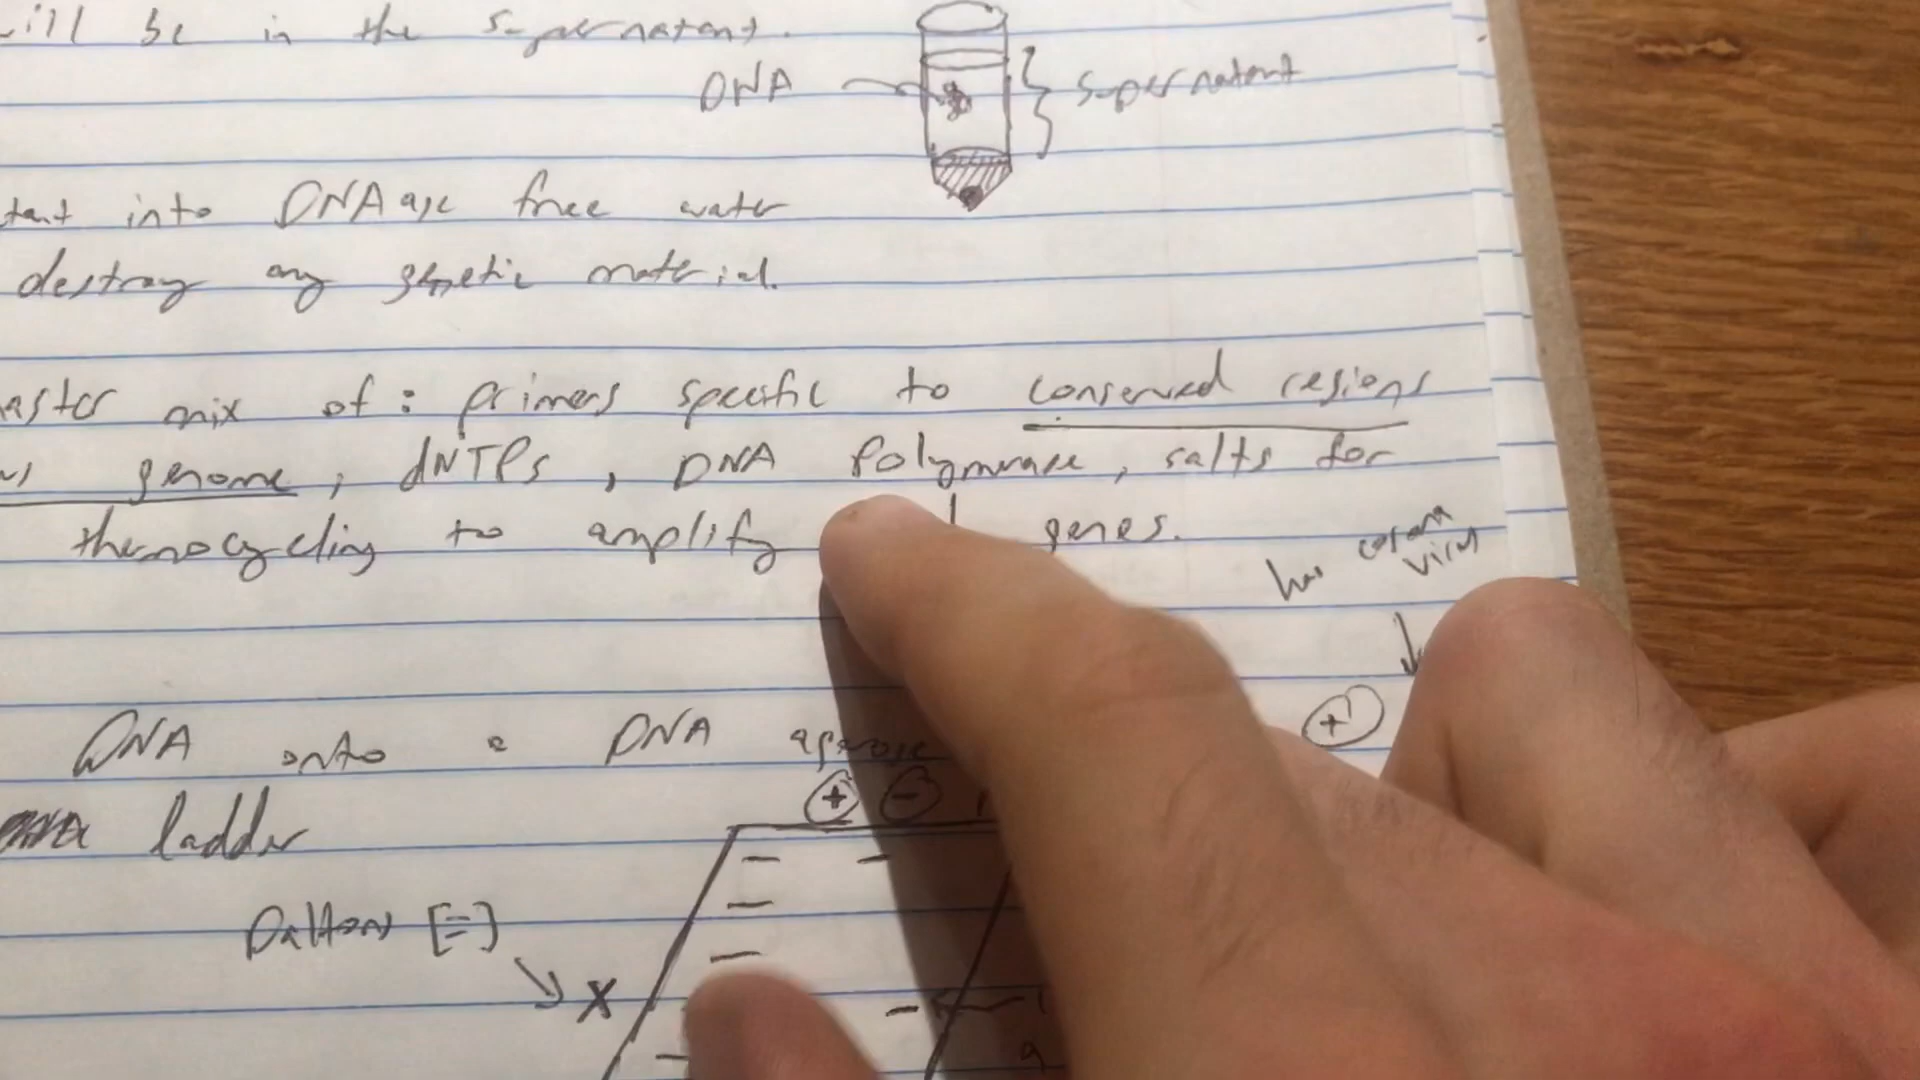 will be in the supernatant.
DNA
supernatant
tant into DNAase free water
destroy any genetic material.
aster mix of: primers specific to conserved regions
genome, dNTPs, DNA Polymerase, salts for
thermocycling to amplify genes.
has corona
virus
+
DNA onto a DNA agarose
ladder
+ -
Daltons [=]
X